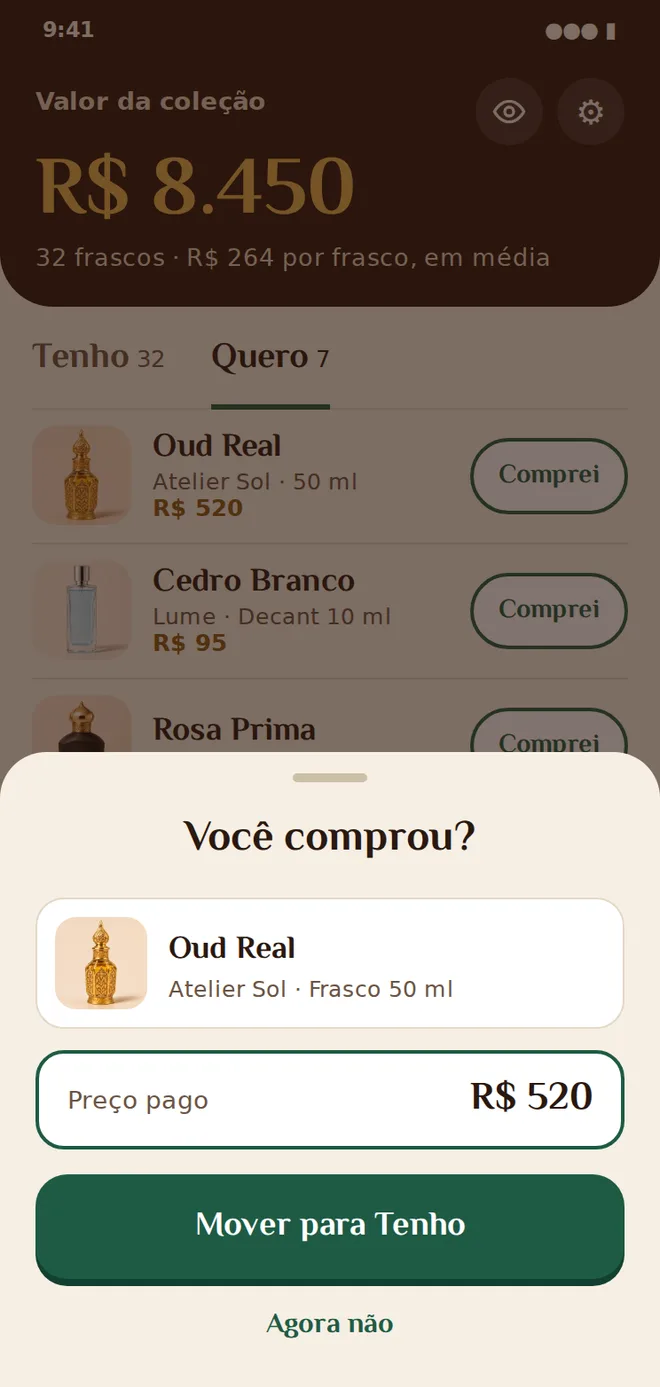 9:41
Valor da coleção
R$ 8.450
32 frascos · R$ 264 por frasco, em média
Tenho 32 Quero 7
Oud Real
Atelier Sol · 50 ml
R$ 520
Comprei
Cedro Branco
Lume · Decant 10 ml
R$ 95
Comprei
Rosa Prima
Comprei
Você comprou?
Oud Real
Atelier Sol · Frasco 50 ml
Preço pago R$ 520
Mover para Tenho
Agora não